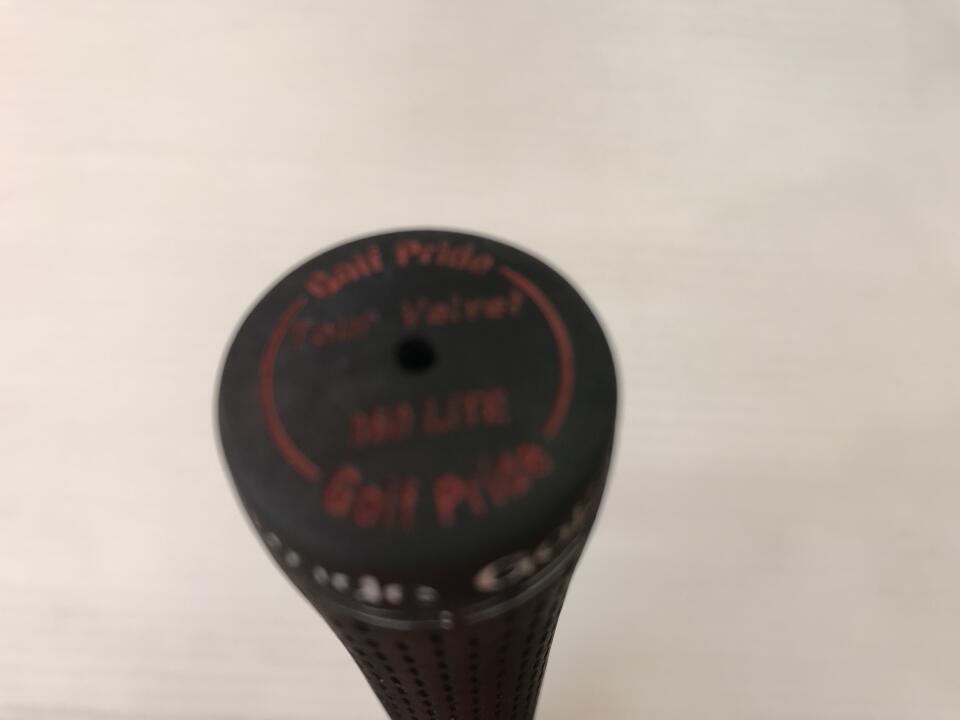 Golf Pride
Tour Velvet
360 LITE
Golf Pride